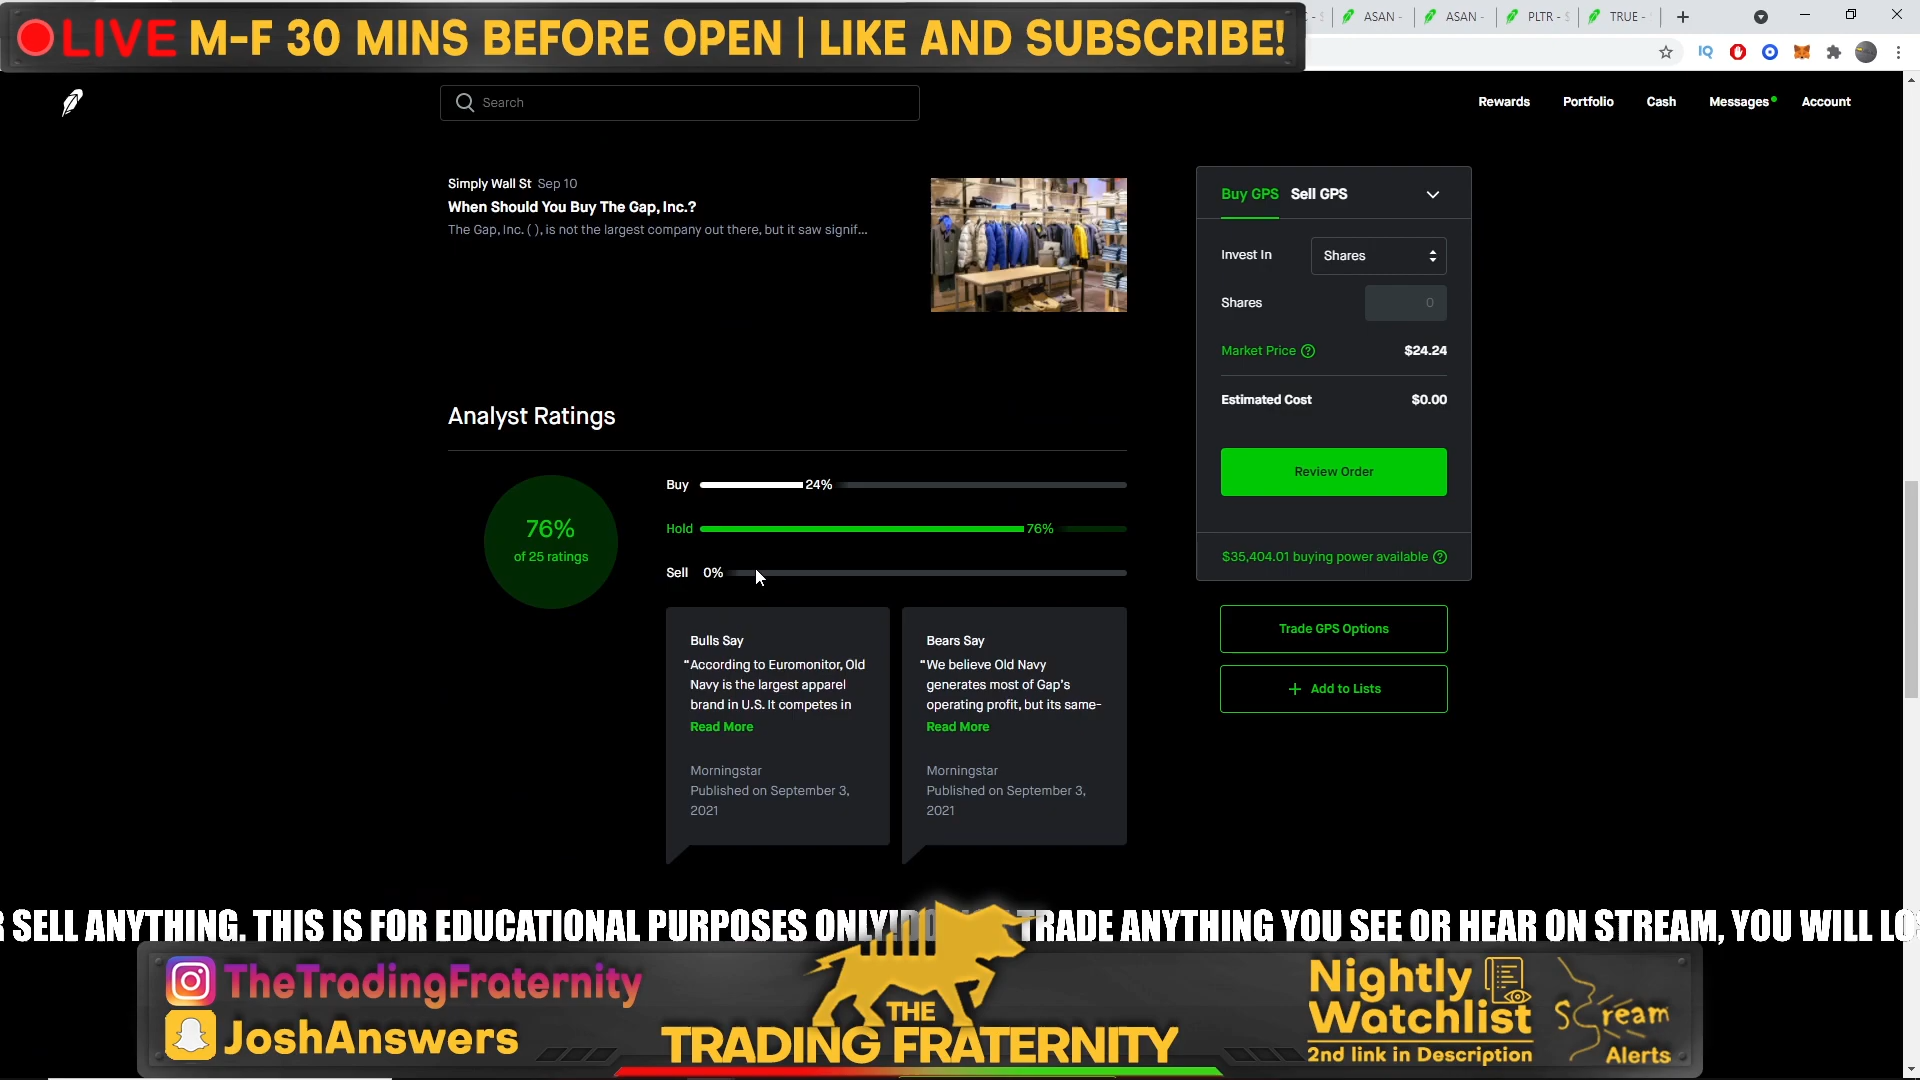 LIVE M-F 30 MINS BEFORE OPEN | LIKE AND SUBSCRIBE!
ASAN -
ASAN -
PLTR -
TRUE -
IQ
Search
Rewards
Portfolio
Cash
Messages
Account
Simply Wall St Sep 10
When Should You Buy The Gap, Inc.?
The Gap, Inc. ( ), is not the largest company out there, but it saw signif...
Buy GPS Sell GPS
Invest In Shares
Shares 0
Market Price ? $24.24
Estimated Cost $0.00
Review Order
$35,404.01 buying power available ?
Trade GPS Options
+ Add to Lists
Analyst Ratings
76%
of 25 ratings
Buy 24%
Hold 76%
Sell 0%
Bulls Say
“According to Euromonitor, Old
Navy is the largest apparel
brand in U.S. It competes in
Read More
Morningstar
Published on September 3,
2021
Bears Say
“We believe Old Navy
generates most of Gap’s
operating profit, but its same-
Read More
Morningstar
Published on September 3,
2021
SELL ANYTHING. THIS IS FOR EDUCATIONAL PURPOSES ONLY TRADE ANYTHING YOU SEE OR HEAR ON STREAM, YOU WILL
TheTradingFraternity
JoshAnswers
THE
TRADING FRATERNITY
Nightly
Watchlist
2nd link in Description
Scream
Alerts